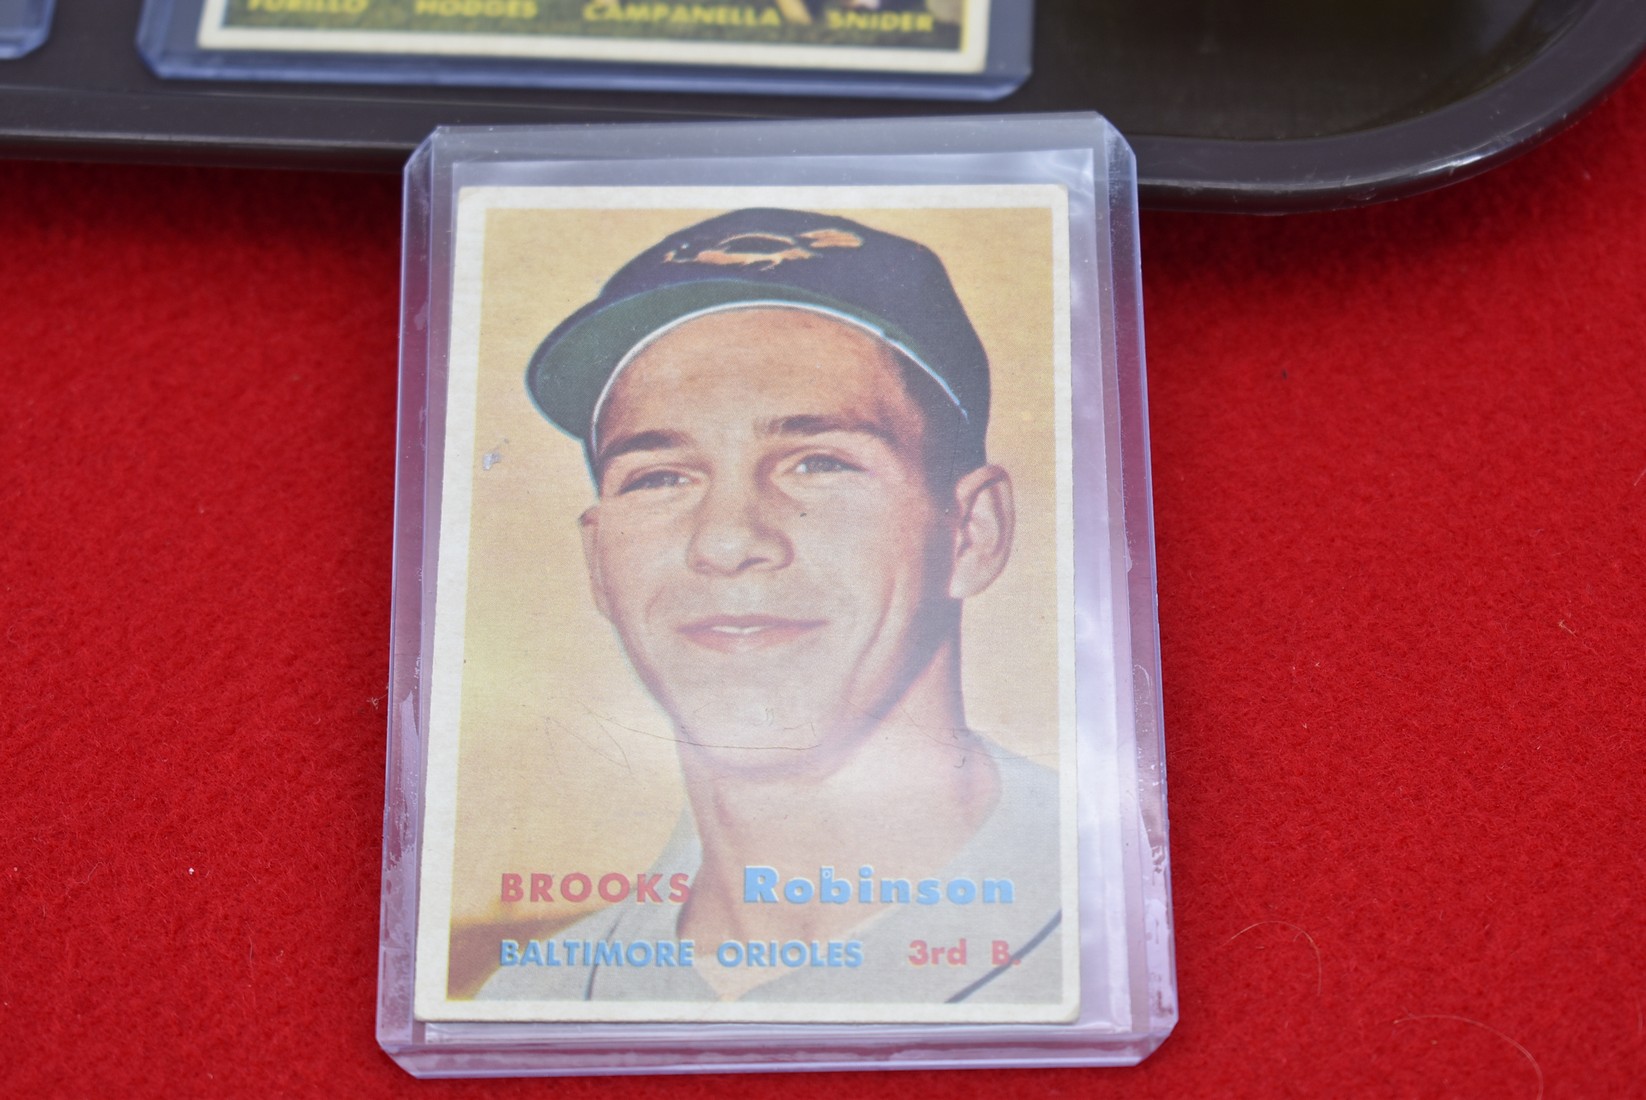 FURILLO HODGES CAMPANELLA SNIDER
BROOKS Robinson
BALTIMORE ORIOLES 3rd B.